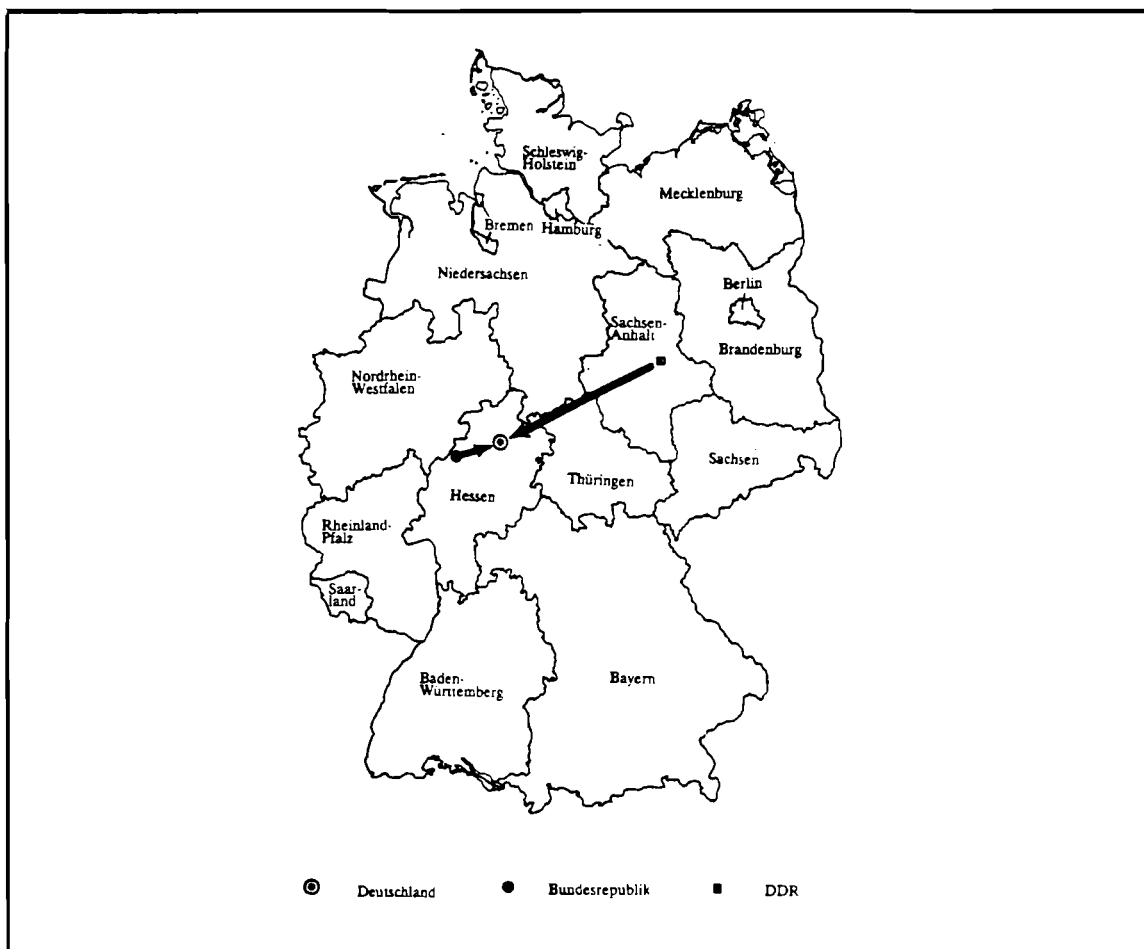 Schleswig-
Holstein
Mecklenburg
Bremen
Hamburg
Niedersachsen
Berlin
Sachsen-
Anhalt
Brandenburg
Nordrhein-
Westfalen
Sachsen
Thüringen
Hessen
Rheinland-
Pfalz
Saar-
land
Baden-
Württemberg
Bayern
Deutschland
Bundesrepublik
DDR